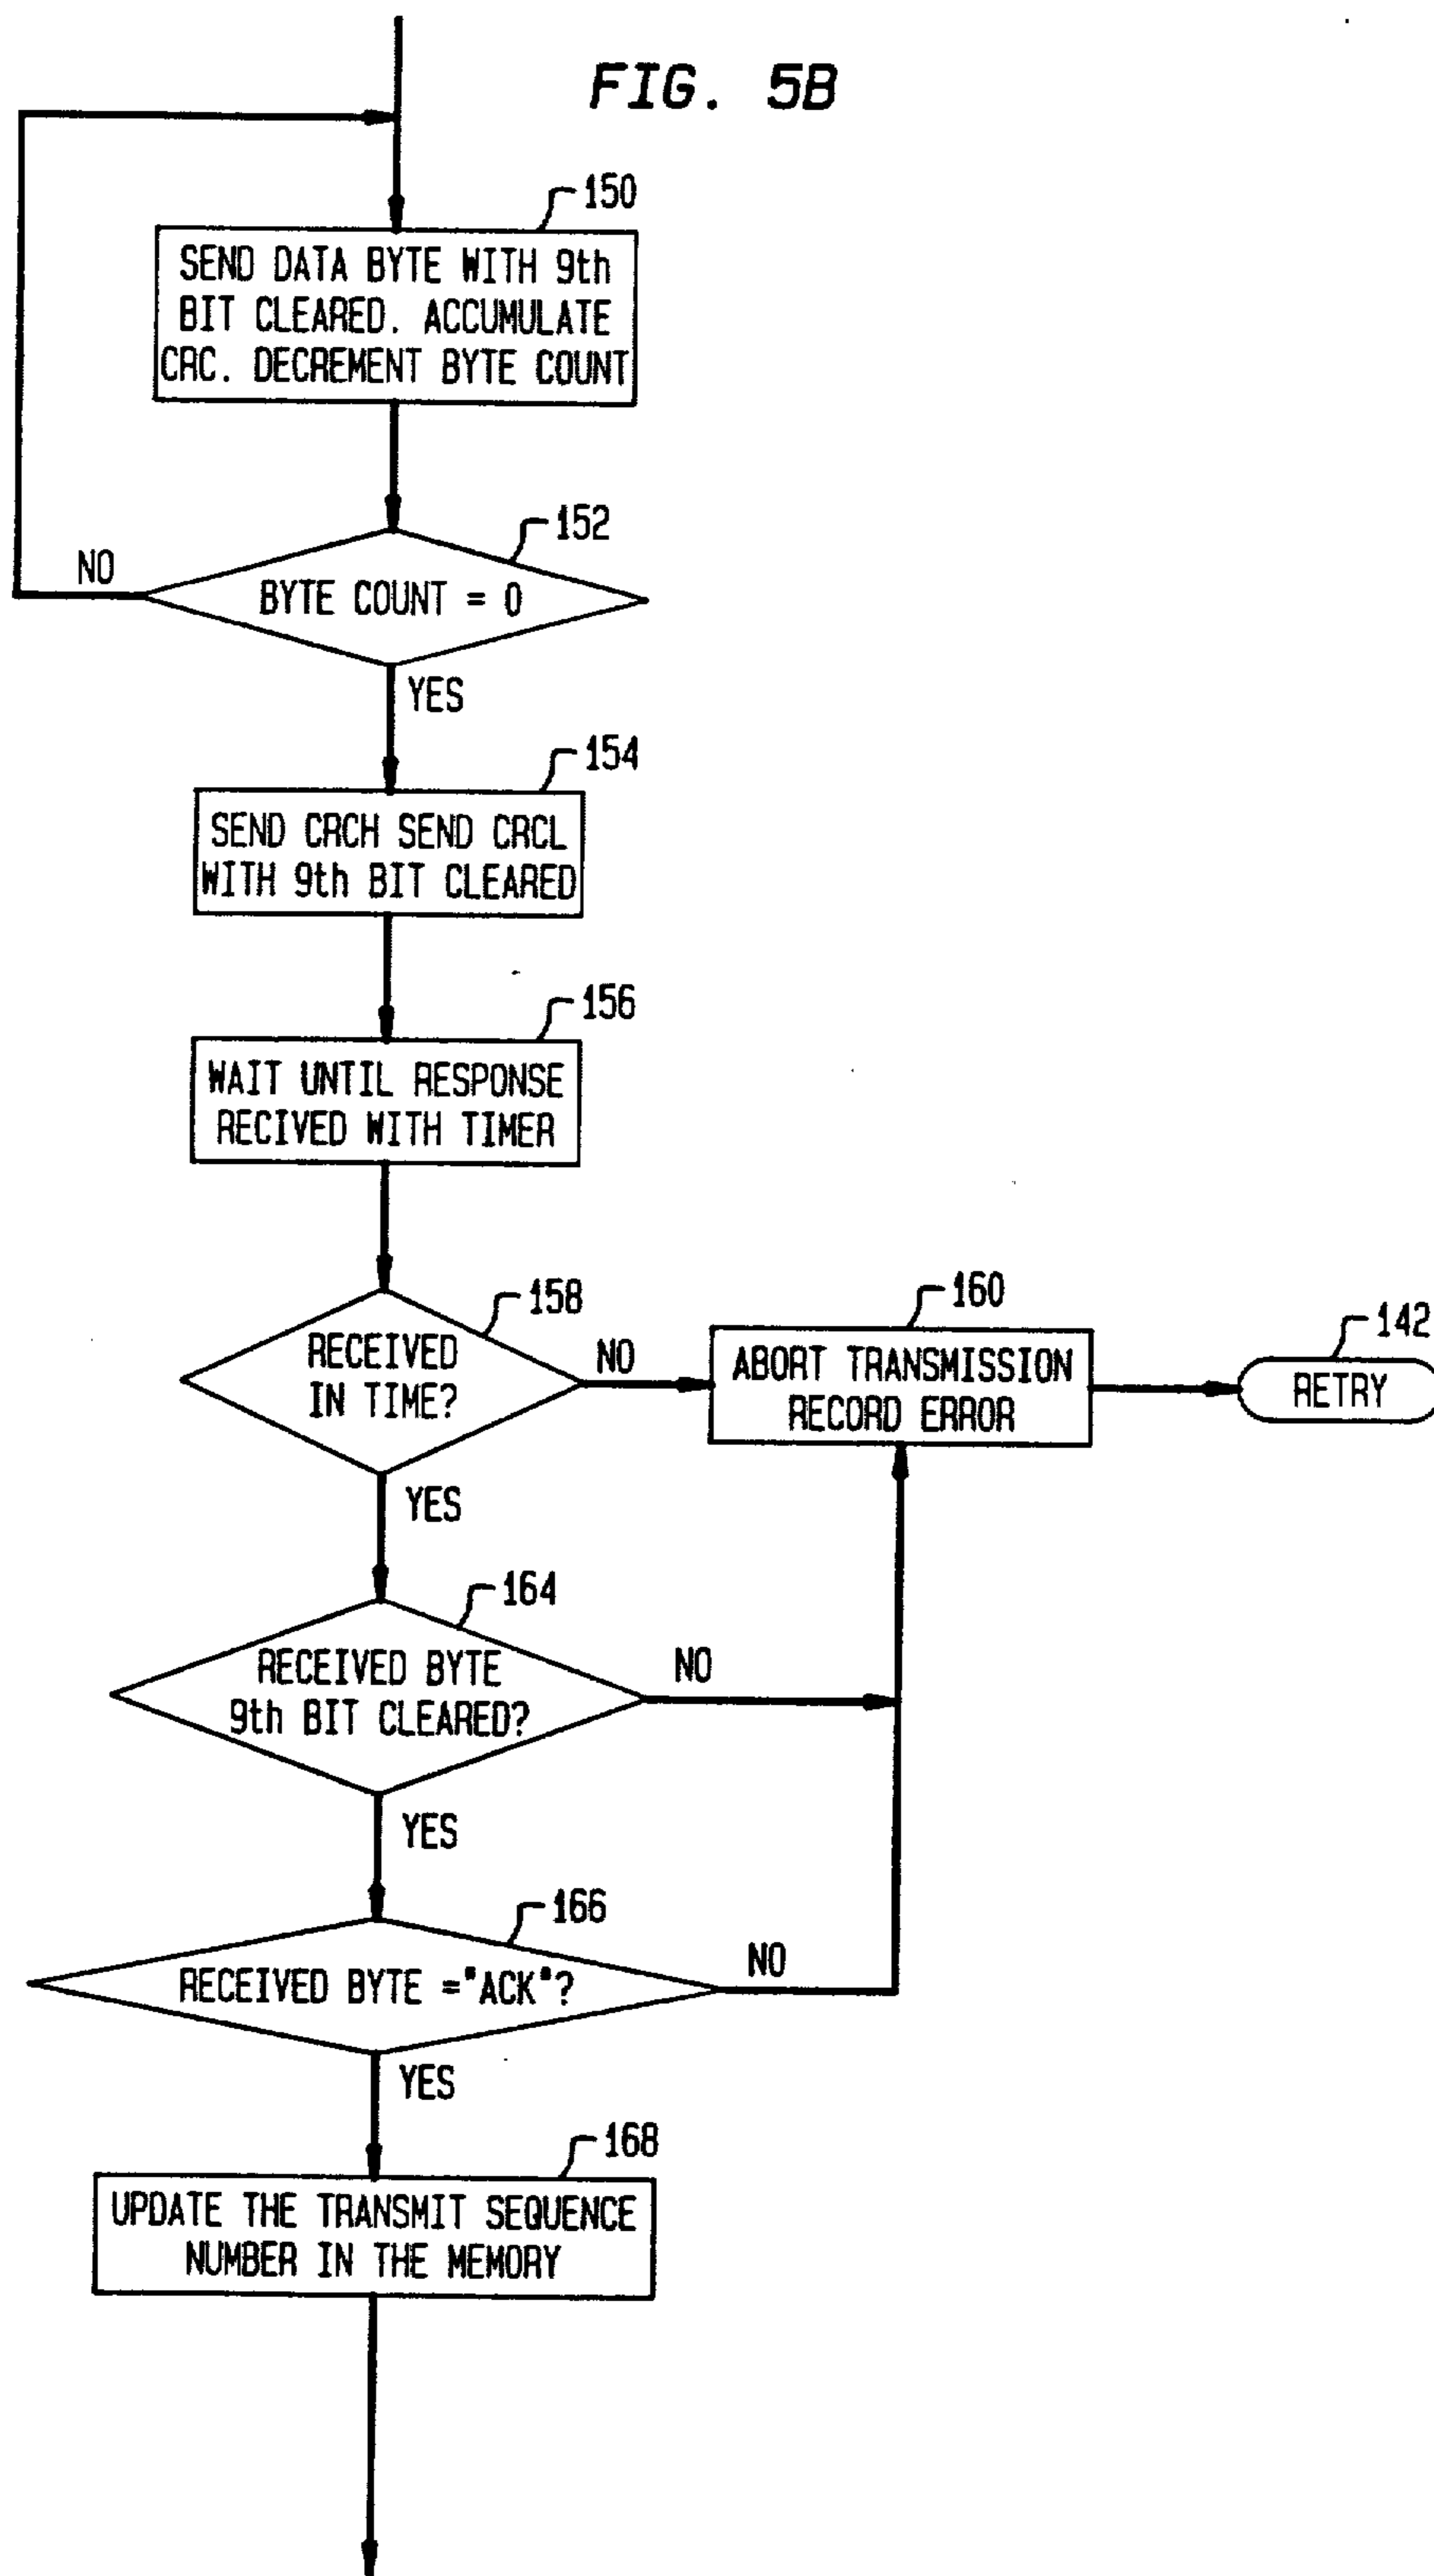 FIG. 5B
150
SEND DATA BYTE WITH 9th
BIT CLEARED. ACCUMULATE
CRC. DECREMENT BYTE COUNT
152
NO
BYTE COUNT = 0
YES
154
SEND CRCH SEND CRCL
WITH 9th BIT CLEARED
156
WAIT UNTIL RESPONSE
RECIVED WITH TIMER
158
RECEIVED
IN TIME?
NO
160
ABORT TRANSMISSION
RECORD ERROR
142
RETRY
YES
164
RECEIVED BYTE
9th BIT CLEARED?
NO
YES
166
RECEIVED BYTE ="ACK"?
NO
YES
168
UPDATE THE TRANSMIT SEQUENCE
NUMBER IN THE MEMORY